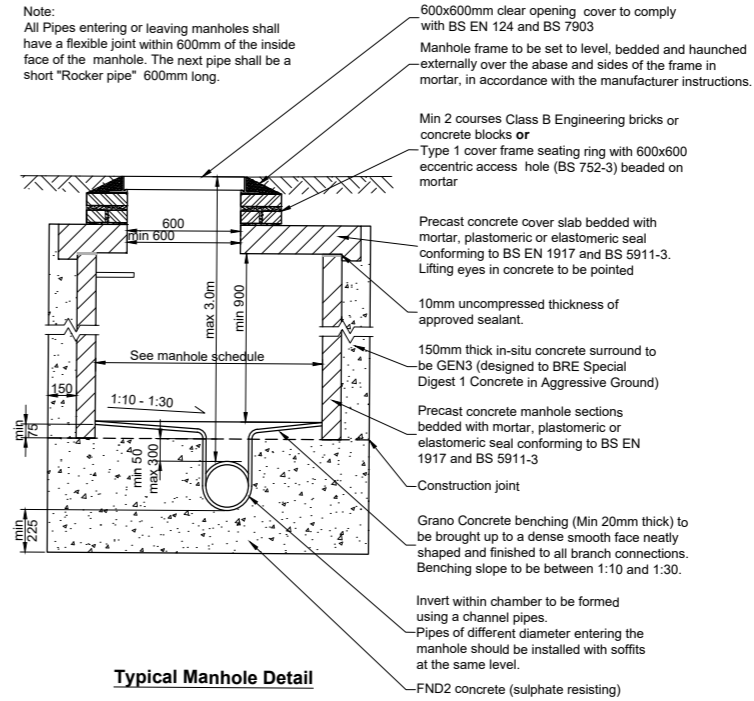 Note:
All Pipes entering or leaving manholes shall
have a flexible joint within 600mm of the inside
face of the manhole. The next pipe shall be a
short "Rocker pipe" 600mm long.
600x600mm clear opening cover to comply
with BS EN 124 and BS 7903
Manhole frame to be set to level, bedded and haunched
externally over the abase and sides of the frame in
mortar, in accordance with the manufacturer instructions.
Min 2 courses Class B Engineering bricks or
concrete blocks or
Type 1 cover frame seating ring with 600x600
eccentric access hole (BS 752-3) beaded on
mortar
Precast concrete cover slab bedded with
mortar, plastomeric or elastomeric seal
conforming to BS EN 1917 and BS 5911-3.
Lifting eyes in concrete to be pointed
10mm uncompressed thickness of
approved sealant.
150mm thick in-situ concrete surround to
be GEN3 (designed to BRE Special
Digest 1 Concrete in Aggressive Ground)
Precast concrete manhole sections
bedded with mortar, plastomeric or
elastomeric seal conforming to BS EN
1917 and BS 5911-3
Construction joint
Grano Concrete benching (Min 20mm thick) to
be brought up to a dense smooth face neatly
shaped and finished to all branch connections.
Benching slope to be between 1:10 and 1:30.
Invert within chamber to be formed
using a channel pipes.
Pipes of different diameter entering the
manhole should be installed with soffits
at the same level.
FND2 concrete (sulphate resisting)
600
min 600
max 3.0m
min 900
See manhole schedule
150
1:10 - 1:30
min
75
min 50
max 300
min
225
Typical Manhole Detail